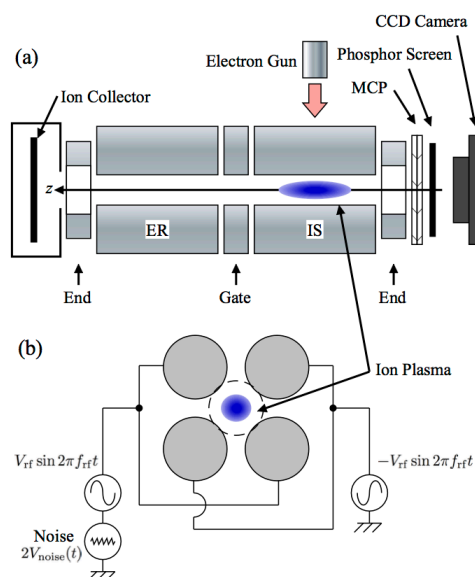 CCD Camera
(a)
Phosphor Screen
Electron Gun
MCP
Ion Collector
z
ER
IS
End
Gate
End
(b)
Ion Plasma
V_rf sin 2πf_rf t
−V_rf sin 2πf_rf t
Noise
2V_noise(t)